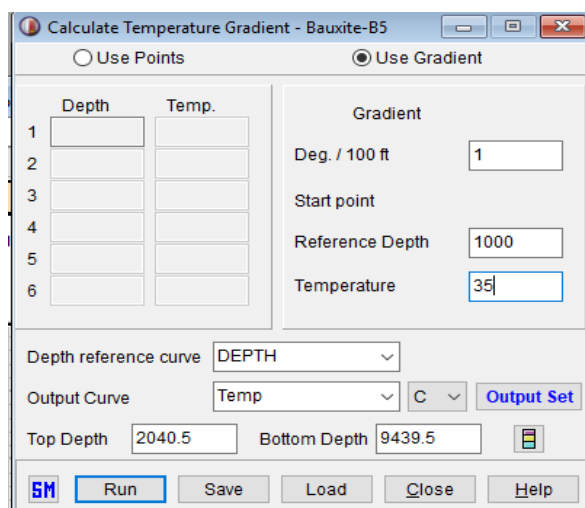 Calculate Temperature Gradient - Bauxite-B5
Use Points Use Gradient
Depth Temp.
1
2
3
4
5
6
Gradient
Deg. / 100 ft 1
Start point
Reference Depth 1000
Temperature 35
Depth reference curve DEPTH
Output Curve Temp C Output Set
Top Depth 2040.5 Bottom Depth 9439.5
SM Run Save Load Close Help